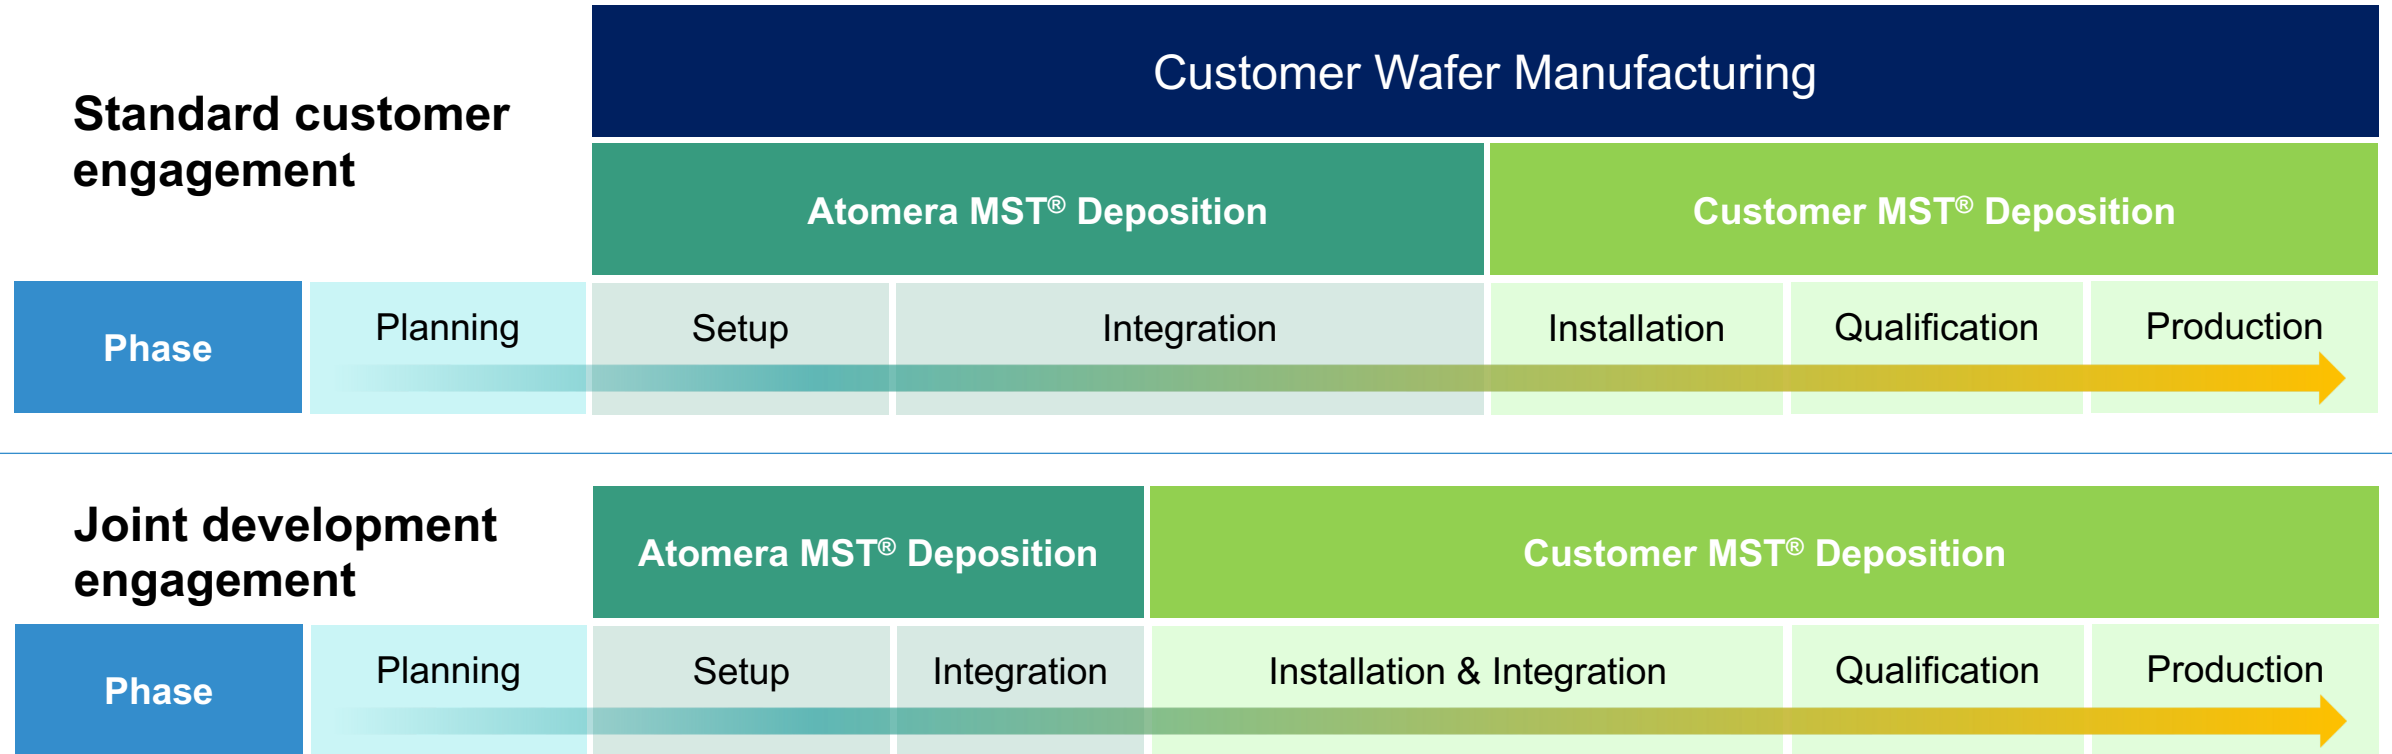 Customer Wafer Manufacturing
Standard customer
engagement
Atomera MST® Deposition
Customer MST® Deposition
Phase
Planning
Setup
Integration
Installation
Qualification
Production
Joint development
engagement
Atomera MST® Deposition
Customer MST® Deposition
Phase
Planning
Setup
Integration
Installation & Integration
Qualification
Production